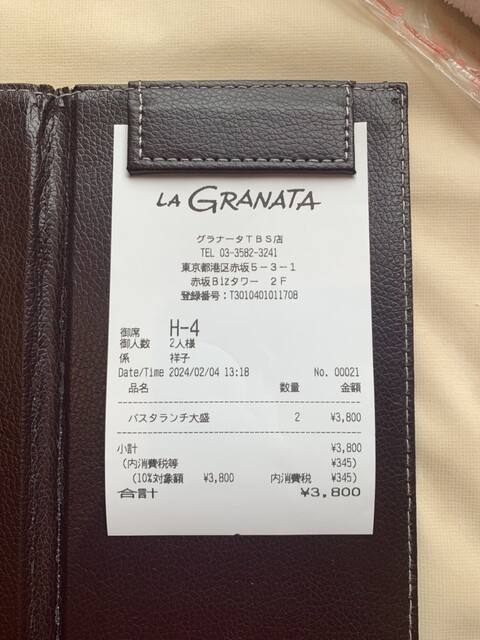 LA GRANATA
グラナータTBS店
TEL 03-3582-3241
東京都港区赤坂5-3-1
赤坂Bizタワー 2F
登録番号:T3010401011708
御席 H-4
御人数 2人様
係 祥子
Date/Time 2024/02/04 13:18 No. 00021
品名 数量 金額
パスタランチ大盛 2 ¥3,800
小計 ¥3,800
(内消費税等 ¥345)
(10%対象額 ¥3,800 内消費税 ¥345)
合計 ¥3,800